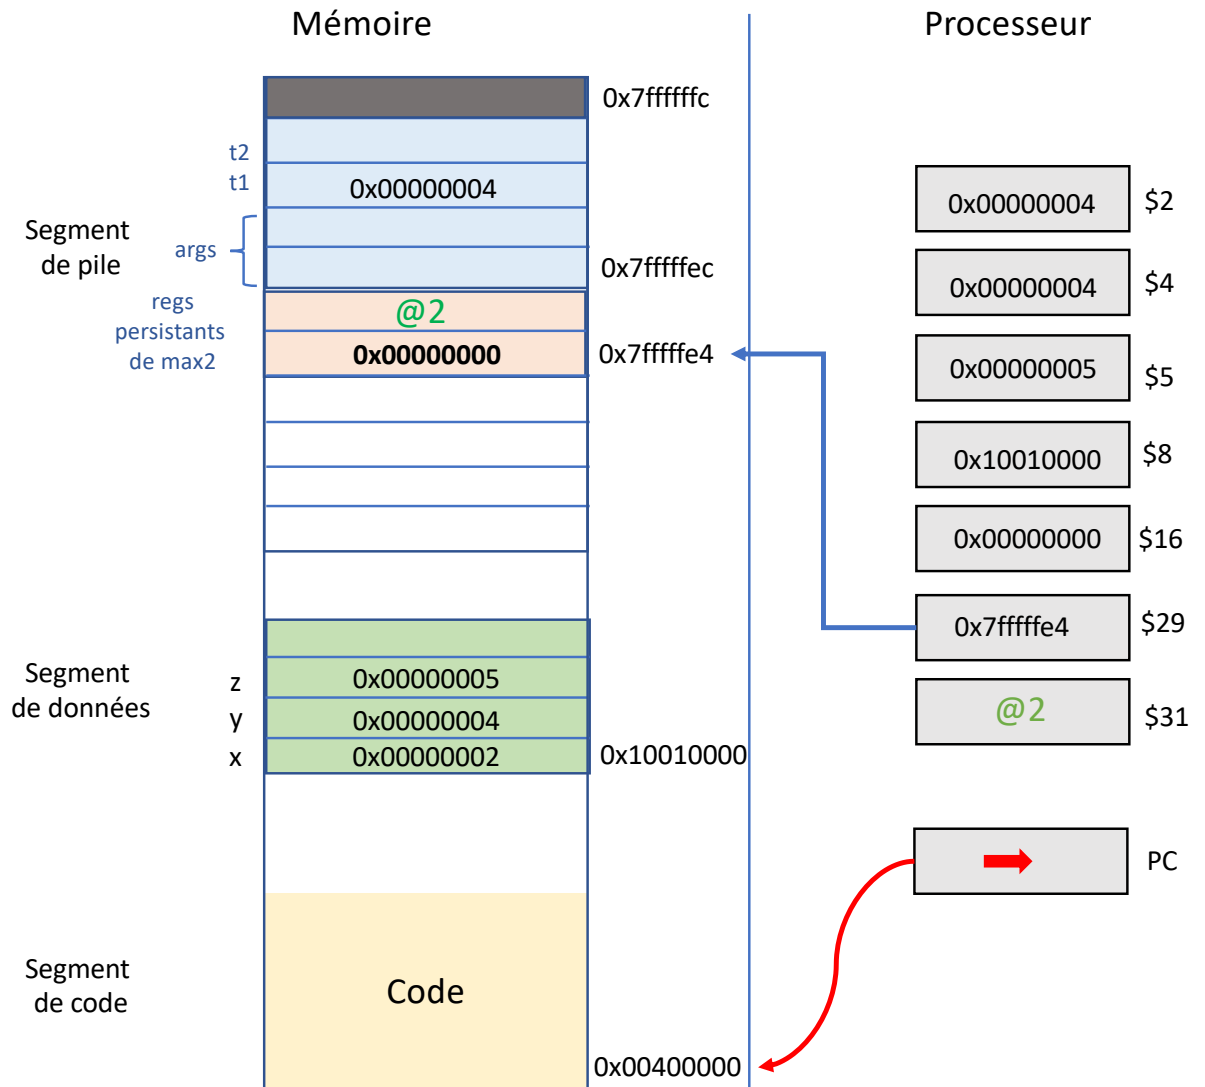 Mémoire
Processeur
0x7ffffffc
t2
t1
0x00000004
Segment
de pile
args
0x7fffffec
regs
persistants
de max2
@2
0x00000000
0x7fffffe4
0x00000004
$2
0x00000004
$4
0x00000005
$5
0x10010000
$8
0x00000000
$16
0x7fffffe4
$29
@2
$31
Segment
de données
z
0x00000005
y
0x00000004
x
0x00000002
0x10010000
PC
Segment
de code
Code
0x00400000